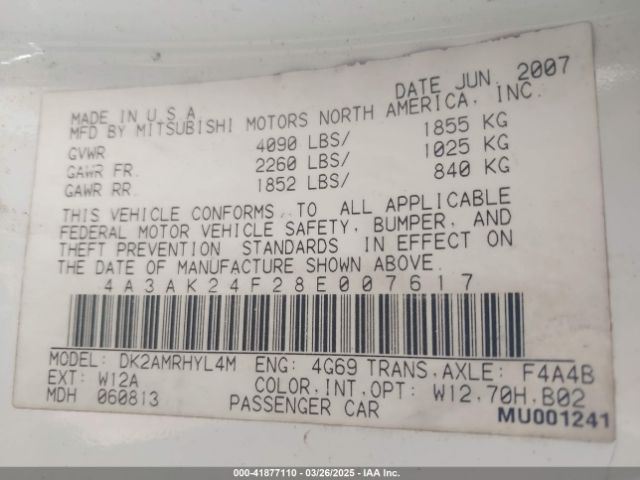 DATE JUN. 2007
MADE IN U.S.A.
MFD BY MITSUBISHI MOTORS NORTH AMERICA, INC.
GVWR 4090 LBS/ 1855 KG
GAWR FR. 2260 LBS/ 1025 KG
GAWR RR. 1852 LBS/ 840 KG
THIS VEHICLE CONFORMS TO ALL APPLICABLE
FEDERAL MOTOR VEHICLE SAFETY, BUMPER, AND
THEFT PREVENTION STANDARDS IN EFFECT ON
THE DATE OF MANUFACTURE SHOWN ABOVE.
4A3AK24F28E007617
MODEL: DK2AMRHYL4M ENG: 4G69 TRANS.AXLE: F4A4B
EXT: W12A COLOR,INT,OPT: W12,70H,B02
MDH 060813 PASSENGER CAR
MU001241
000-41877110 | 03/26/2025 — IAA Inc.